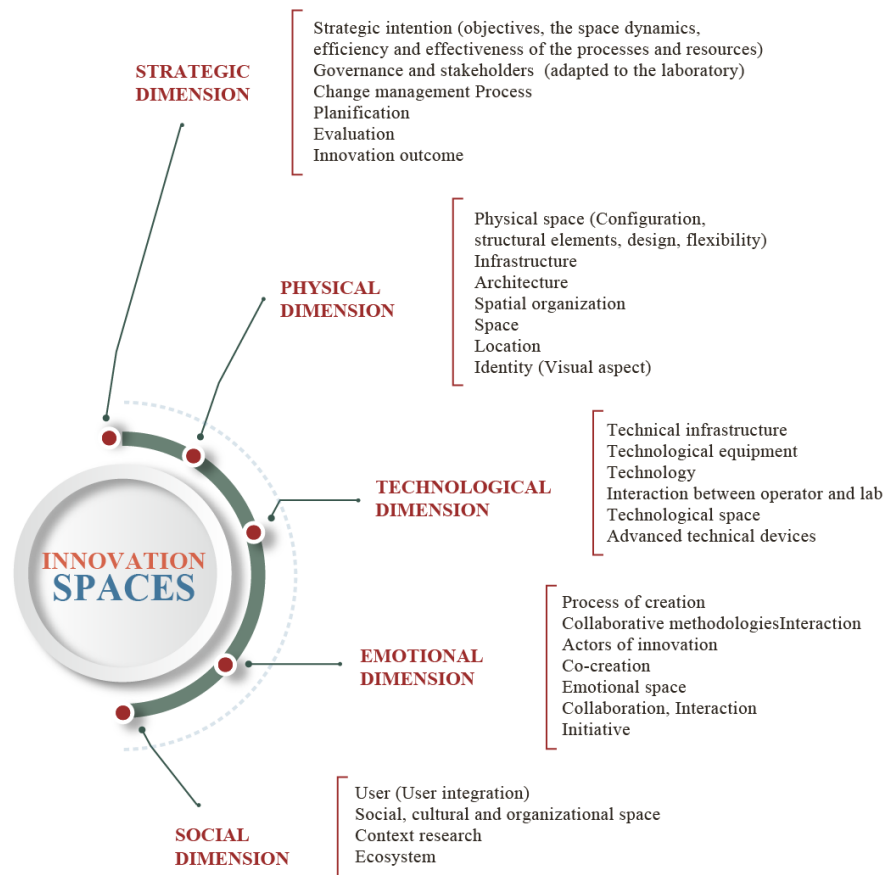 STRATEGIC
DIMENSION
Strategic intention (objectives, the space dynamics,
efficiency and effectiveness of the processes and resources)
Governance and stakeholders  (adapted to the laboratory)
Change management Process
Planification
Evaluation
Innovation outcome
PHYSICAL
DIMENSION
Physical space (Configuration,
structural elements, design, flexibility)
Infrastructure
Architecture
Spatial organization
Space
Location
Identity (Visual aspect)
TECHNOLOGICAL
DIMENSION
Technical infrastructure
Technological equipment
Technology
Interaction between operator and lab
Technological space
Advanced technical devices
INNOVATION
SPACES
EMOTIONAL
DIMENSION
Process of creation
Collaborative methodologiesInteraction
Actors of innovation
Co-creation
Emotional space
Collaboration, Interaction
Initiative
SOCIAL
DIMENSION
User (User integration)
Social, cultural and organizational space
Context research
Ecosystem